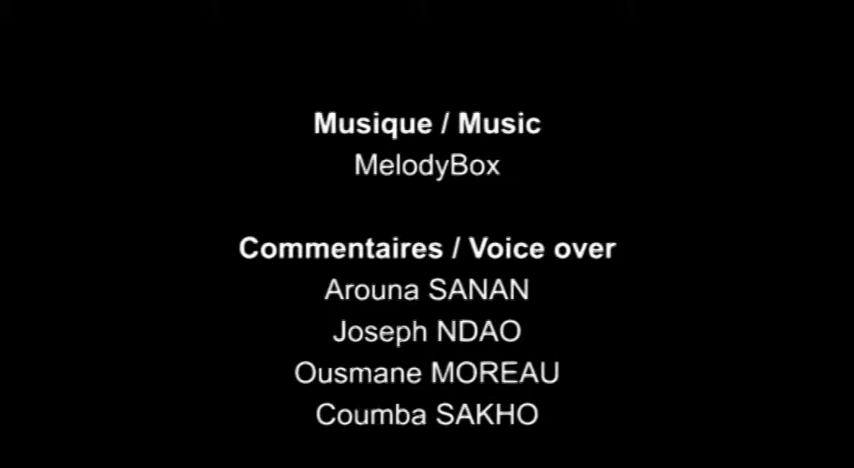 Musique / Music
MelodyBox
Commentaires / Voice over
Arouna SANAN
Joseph NDAO
Ousmane MOREAU
Coumba SAKHO